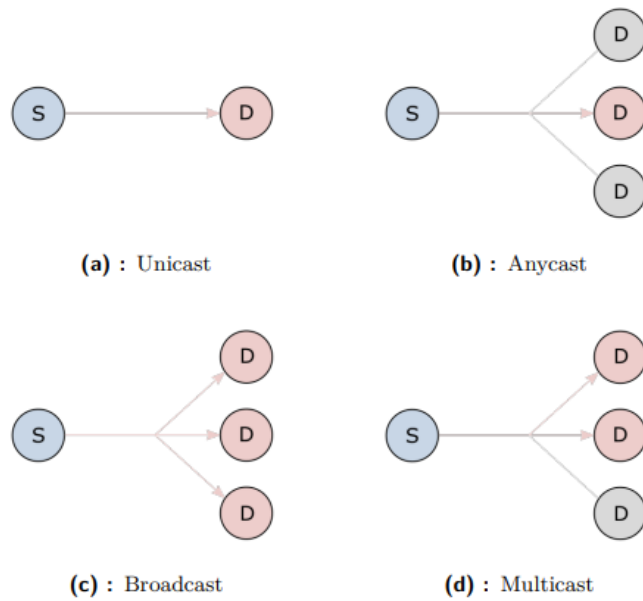 D
S D S D
D
(a) : Unicast (b) : Anycast
D D
S D S D
D D
(c) : Broadcast (d) : Multicast